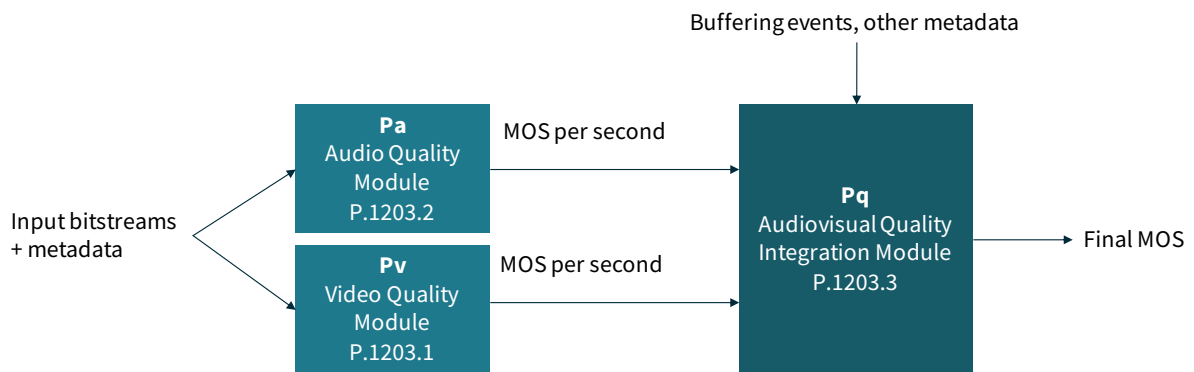 Buffering events, other metadata
Pa
Audio Quality
Module
P.1203.2
MOS per second
Input bitstreams
+ metadata
Pv
Video Quality
Module
P.1203.1
MOS per second
Pq
Audiovisual Quality
Integration Module
P.1203.3
Final MOS